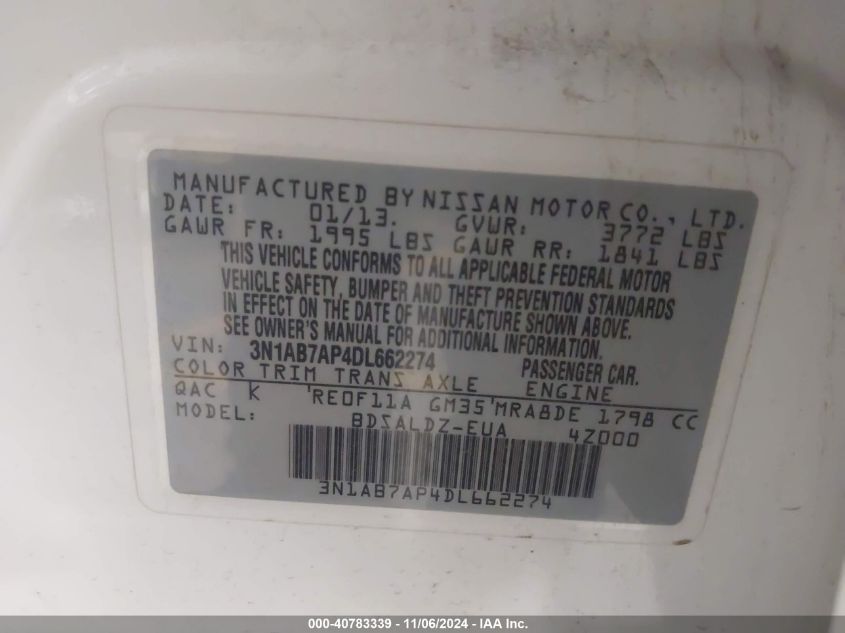 MANUFACTURED BY NISSAN MOTOR CO., LTD.
DATE: 01/13. GVWR: 3772 LBS
GAWR FR: 1995 LBS GAWR RR: 1841 LBS
THIS VEHICLE CONFORMS TO ALL APPLICABLE FEDERAL MOTOR
VEHICLE SAFETY, BUMPER AND THEFT PREVENTION STANDARDS
IN EFFECT ON THE DATE OF MANUFACTURE SHOWN ABOVE.
SEE OWNER'S MANUAL FOR ADDITIONAL INFORMATION.
VIN: 3N1AB7AP4DL662274 PASSENGER CAR.
COLOR TRIM TRANS AXLE ENGINE
QAC K 'RE0F11A GM35'MRA8DE 1798 CC
MODEL: BDSALDZ-EUA 4Z000
3N1AB7AP4DL662274
000-40783339 - 11/06/2024 - IAA Inc.